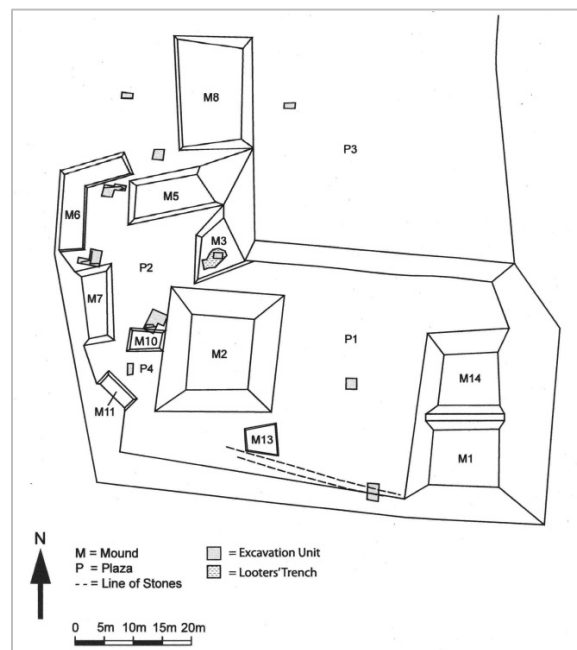 M8
P3
M5
M6
M3
P2
M7
M10
M2
P1
P4
M14
M11
M13
M1
N
M = Mound
P = Plaza
--- = Line of Stones
= Excavation Unit
= Looters' Trench
0 5m 10m 15m 20m